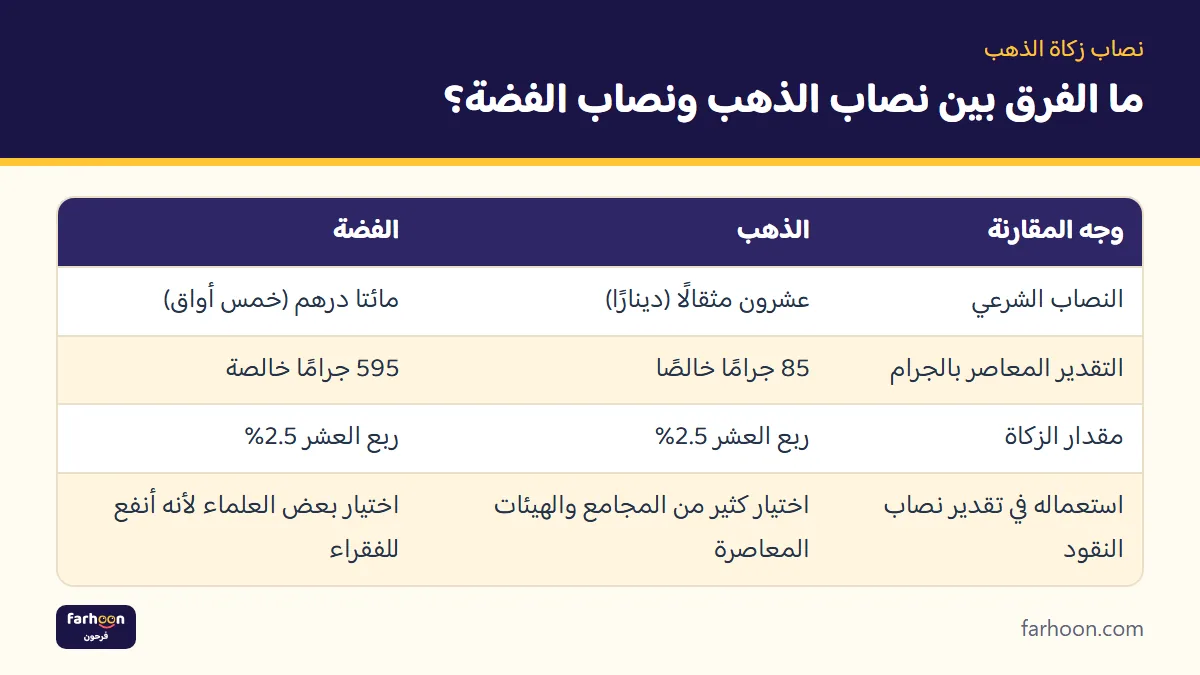 نصاب زكاة الذهب
ما الفرق بين نصاب الذهب ونصاب الفضة؟
وجه المقارنة الذهب الفضة
النصاب الشرعي عشرون مثقالًا (دينارًا) مائتا درهم (خمس أواق)
التقدير المعاصر بالجرام 85 جرامًا خالصًا 595 جرامًا خالصة
مقدار الزكاة ربع العشر 2.5% ربع العشر 2.5%
استعماله في تقدير نصاب اختيار كثير من المجامع والهيئات اختيار بعض العلماء لأنه أنفع
النقود المعاصرة للفقراء
farhoon.com
farhoon
فرحون